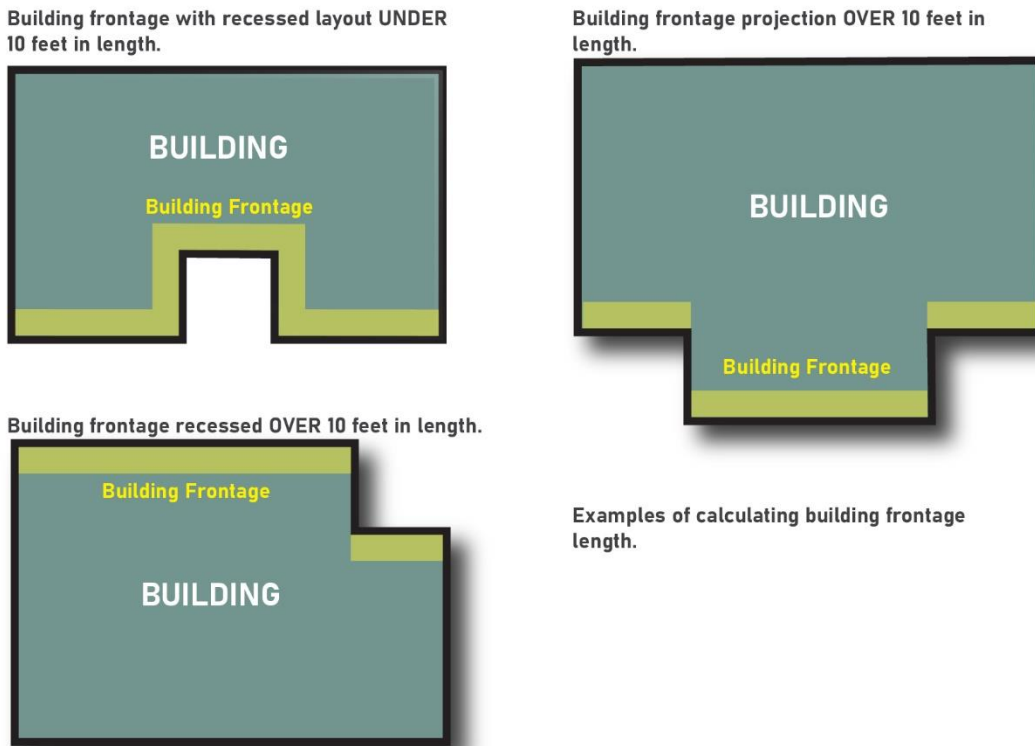 Building frontage with recessed layout UNDER
10 feet in length.
BUILDING
Building Frontage
Building frontage projection OVER 10 feet in
length.
BUILDING
Building Frontage
Building frontage recessed OVER 10 feet in length.
Building Frontage
BUILDING
Examples of calculating building frontage
length.